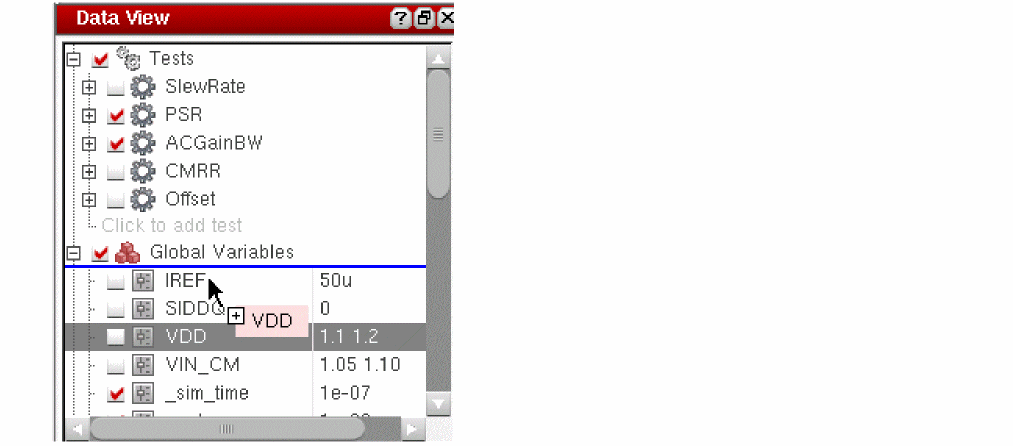 Data View
Tests
SlewRate
PSR
ACGainBW
CMRR
Offset
Click to add test
Global Variables
IREF 50u
SIDDQ 0
VDD
VDD 1.1 1.2
VIN_CM 1.05 1.10
_sim_time 1e-07